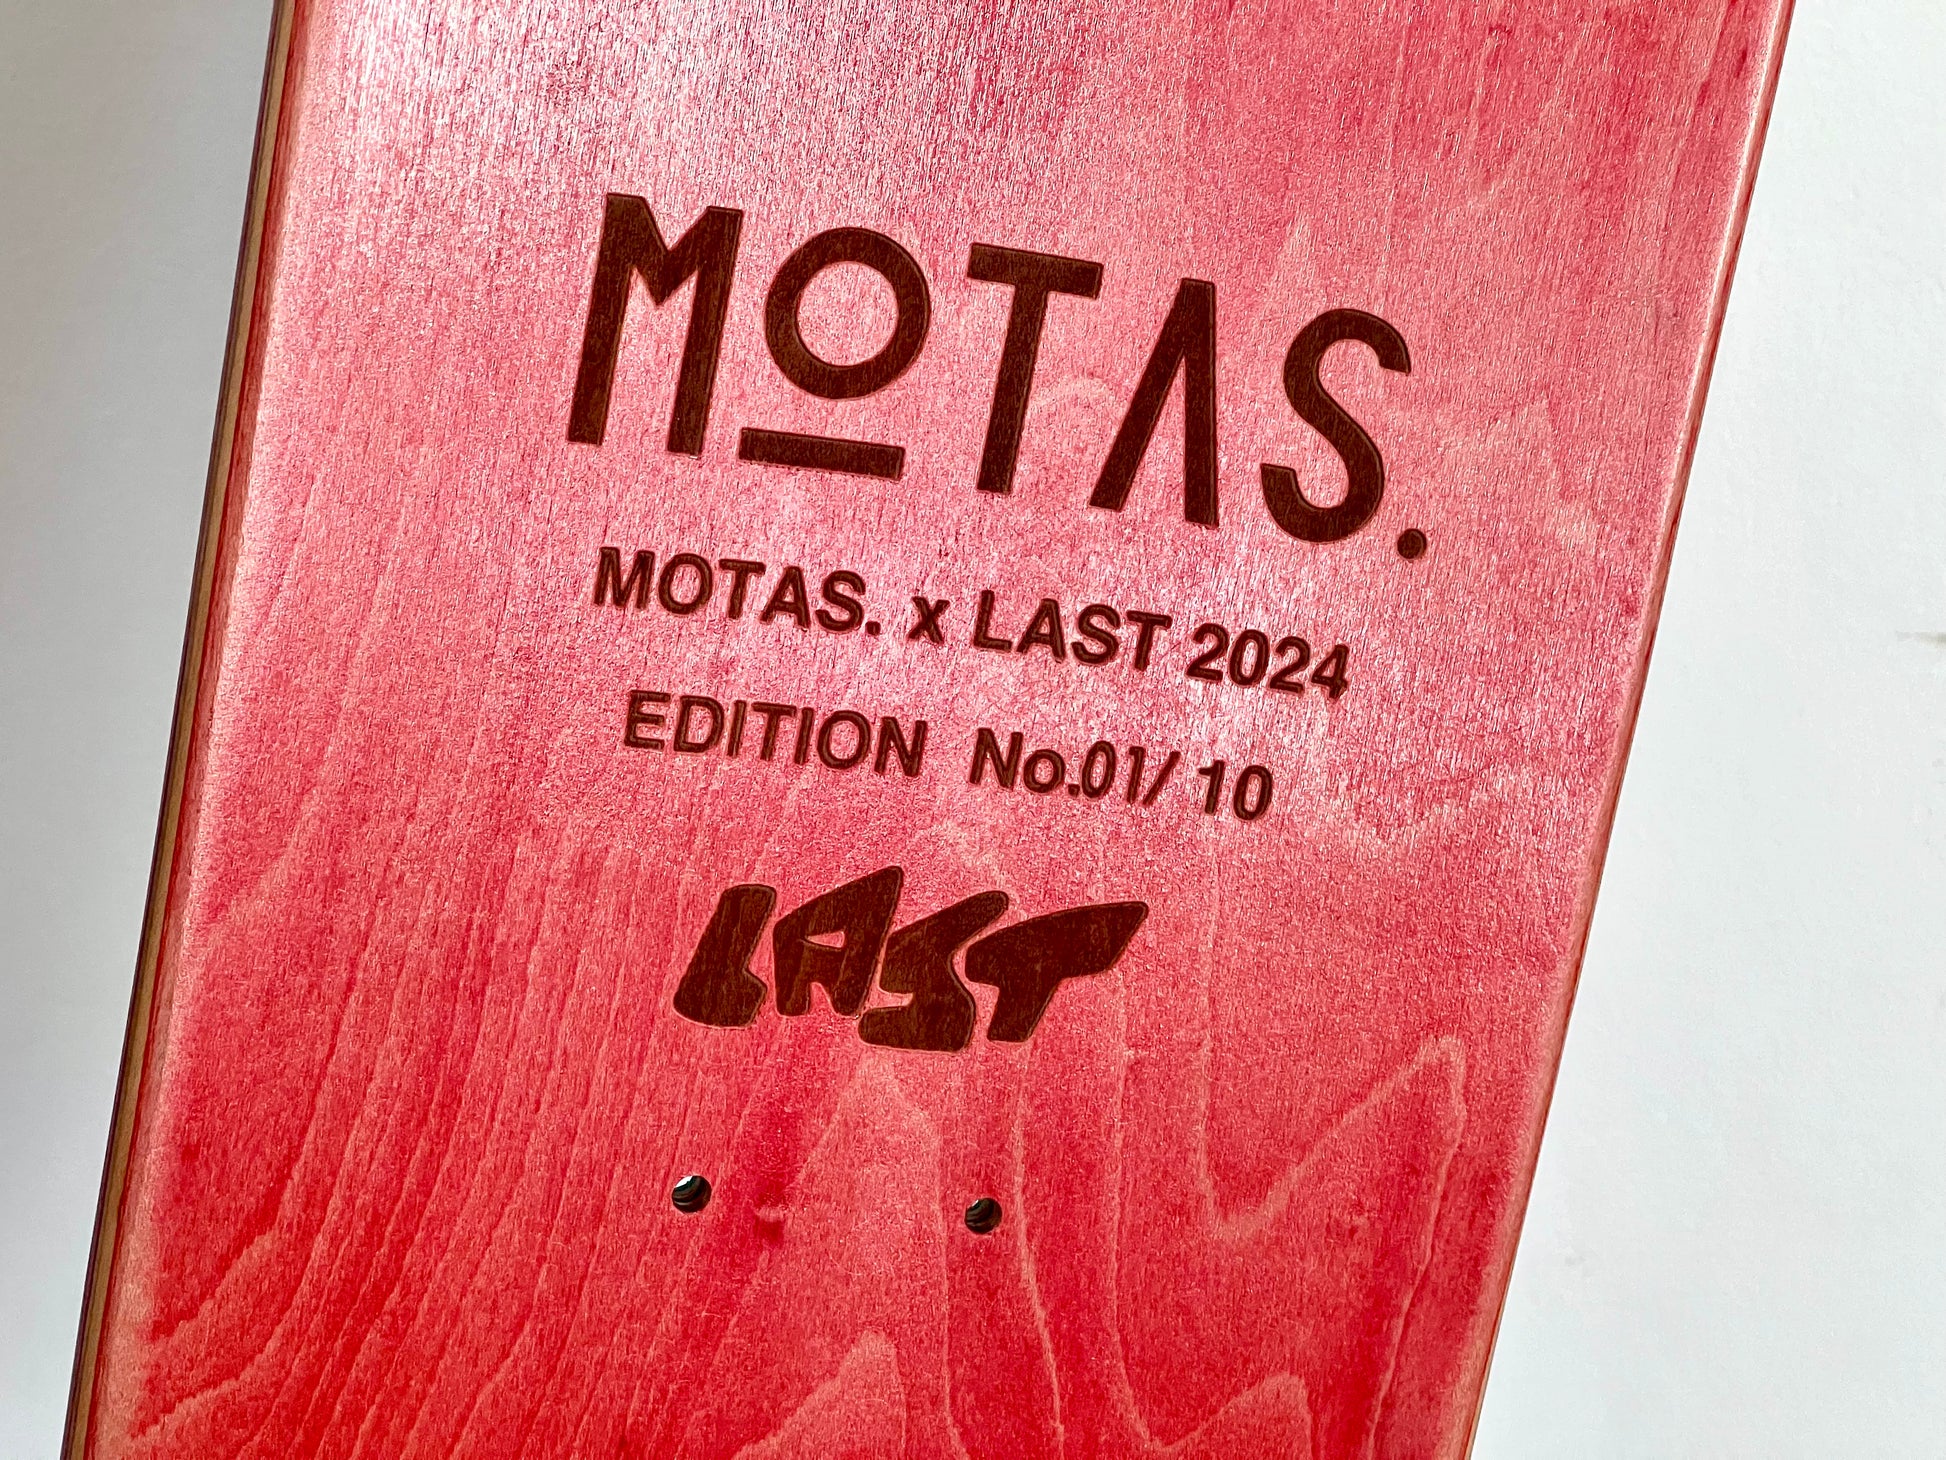 MOTAS.
MOTAS. x LAST 2024
EDITION No.01/ 10
LAST